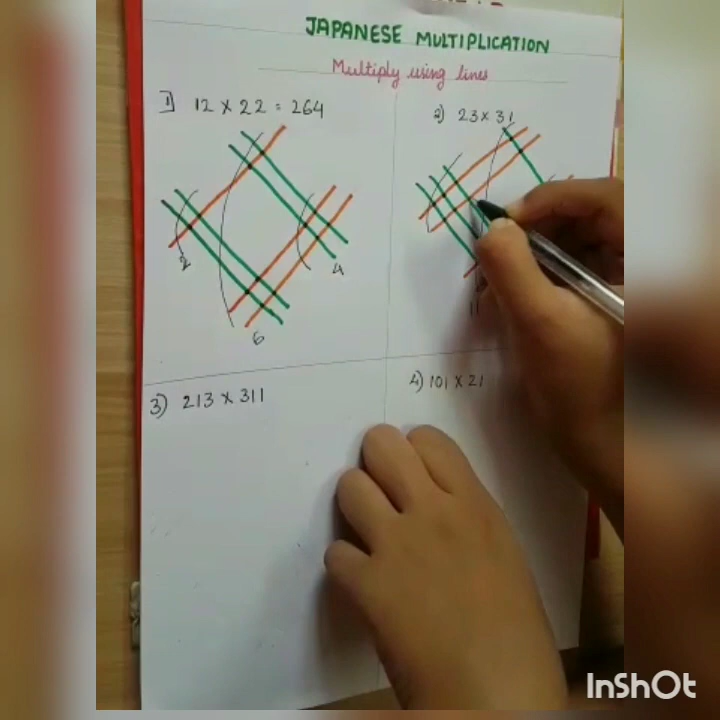 JAPANESE MULTIPLICATION
Multiply using lines
1) 12 x 22 = 264
2) 23 x 31
2
4
6
11
3) 213 x 311
4) 101 x 21
InShOt